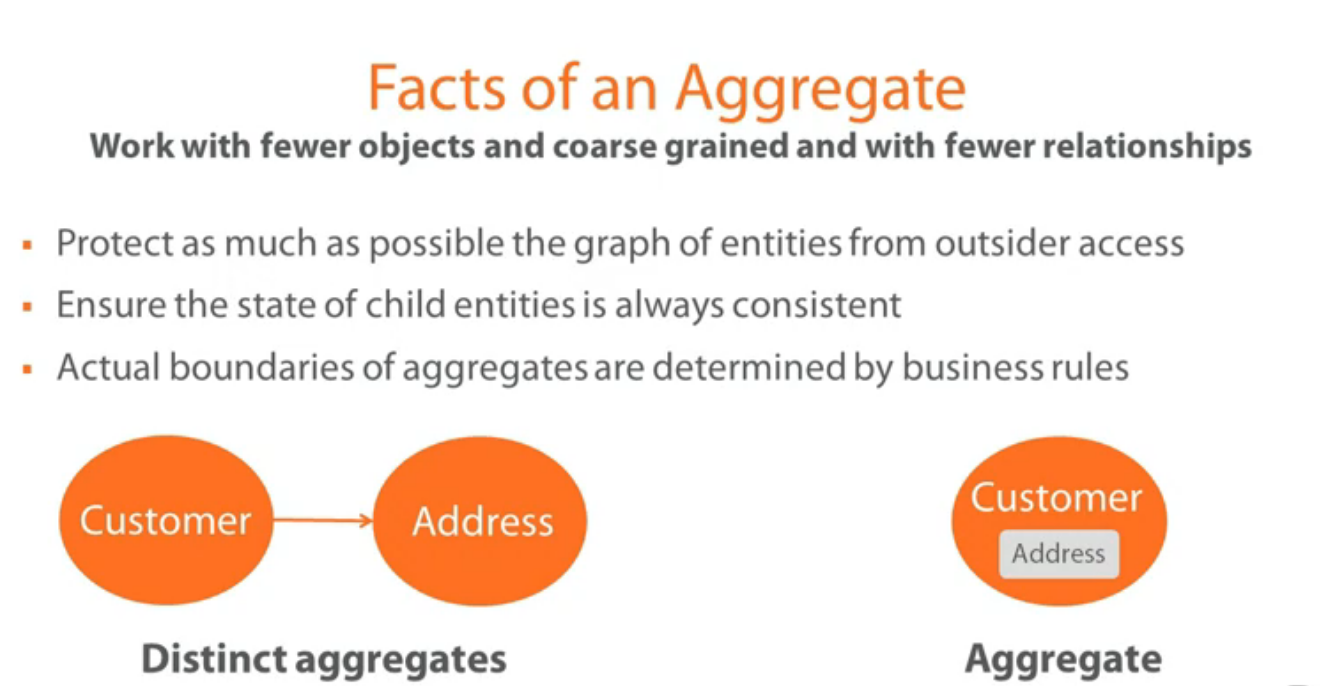 Facts of an Aggregate
Work with fewer objects and coarse grained and with fewer relationships
▪ Protect as much as possible the graph of entities from outsider access
▪ Ensure the state of child entities is always consistent
▪ Actual boundaries of aggregates are determined by business rules
Customer
Address
Distinct aggregates
Customer
Address
Aggregate